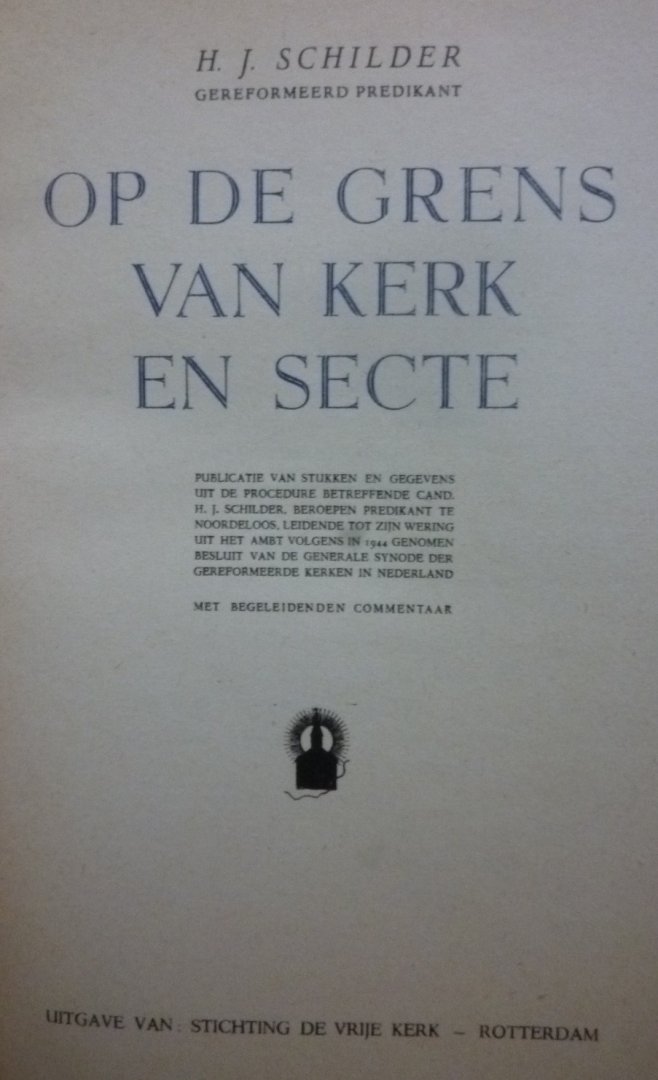 H. J. SCHILDER
GEREFORMEERD PREDIKANT
OP DE GRENS
VAN KERK
EN SECTE
PUBLICATIE VAN STUKKEN EN GEGEVENS
UIT DE PROCEDURE BETREFFENDE CAND.
H. J. SCHILDER, BEROEPEN PREDIKANT TE
NOORDELOOS, LEIDENDE TOT ZIJN WERING
UIT HET AMBT VOLGENS IN 1944 GENOMEN
BESLUIT VAN DE GENERALE SYNODE DER
GEREFORMEERDE KERKEN IN NEDERLAND
MET BEGELEIDENDEN COMMENTAAR
UITGAVE VAN: STICHTING DE VRIJE KERK – ROTTERDAM